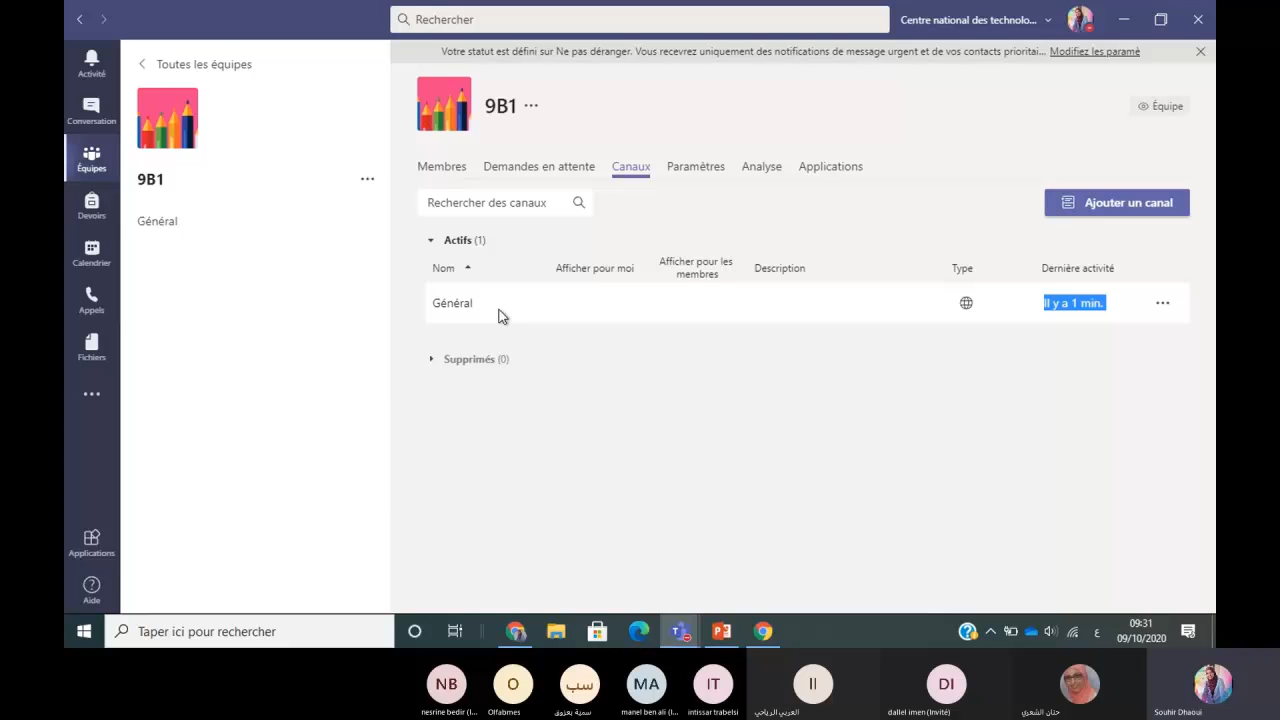 Rechercher
Centre national des technolo...
Activité
Conversation
Équipes
Devoirs
Calendrier
Appels
Fichiers
Applications
Aide
Toutes les équipes
9B1
Général
Votre statut est défini sur Ne pas déranger. Vous recevrez uniquement des notifications de message urgent et de vos contacts prioritai... Modifiez les paramè
9B1
Équipe
Membres Demandes en attente Canaux Paramètres Analyse Applications
Rechercher des canaux
Ajouter un canal
Actifs (1)
Nom Afficher pour moi Afficher pour les membres Description Type Dernière activité
Général Il y a 1 min.
Supprimés (0)
Taper ici pour rechercher
ع
09:31
09/10/2020
NB O سب MA IT II DI
nesrine bedir (I... Olfabmes سمية بعزوق manel ben ali (I... intissar trabelsi العربي الرياحي dallel imen (Invité) حنان الشعري Souhir Dhaoui